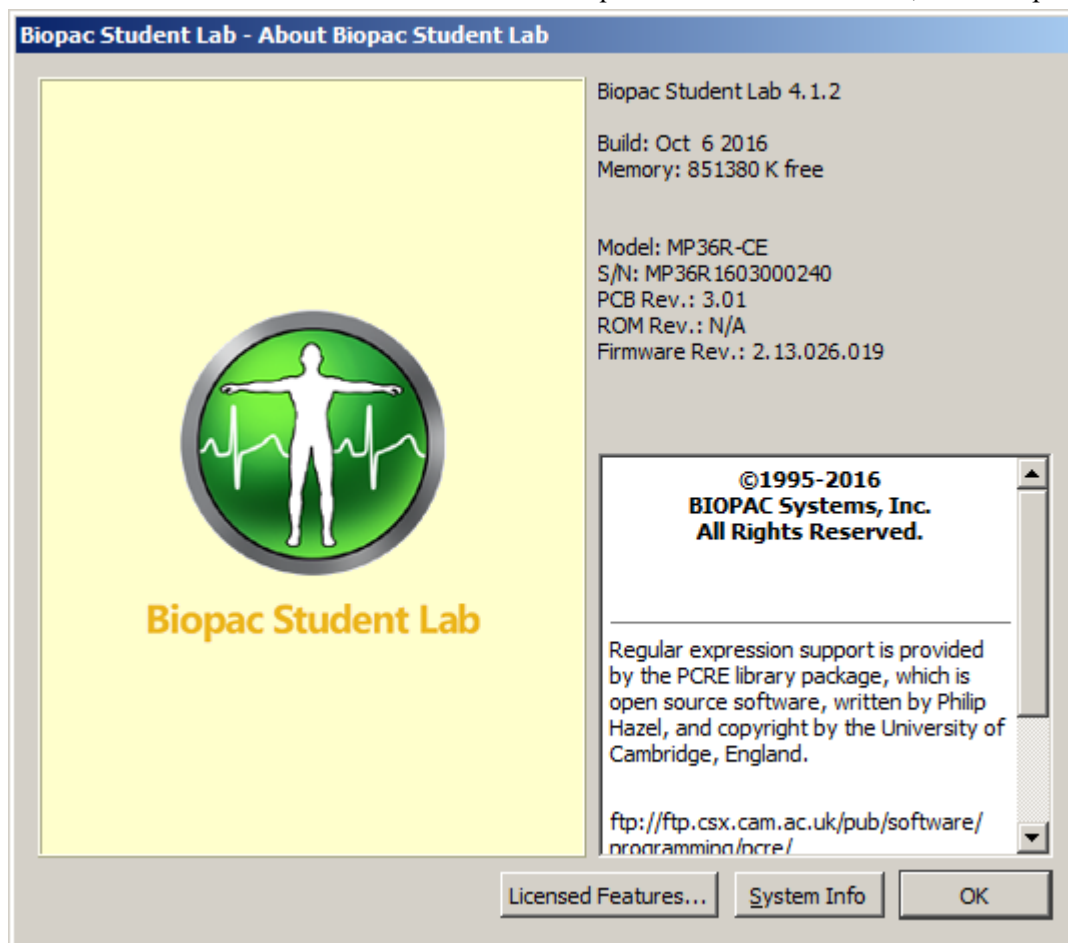 Biopac Student Lab - About Biopac Student Lab
Biopac Student Lab
Biopac Student Lab 4.1.2
Build: Oct 6 2016
Memory: 851380 K free
Model: MP36R-CE
S/N: MP36R1603000240
PCB Rev.: 3.01
ROM Rev.: N/A
Firmware Rev.: 2.13.026.019
©1995-2016
BIOPAC Systems, Inc.
All Rights Reserved.
Regular expression support is provided
by the PCRE library package, which is
open source software, written by Philip
Hazel, and copyright by the University of
Cambridge, England.
ftp://ftp.csx.cam.ac.uk/pub/software/
programming/pcre/
Licensed Features...
System Info
OK